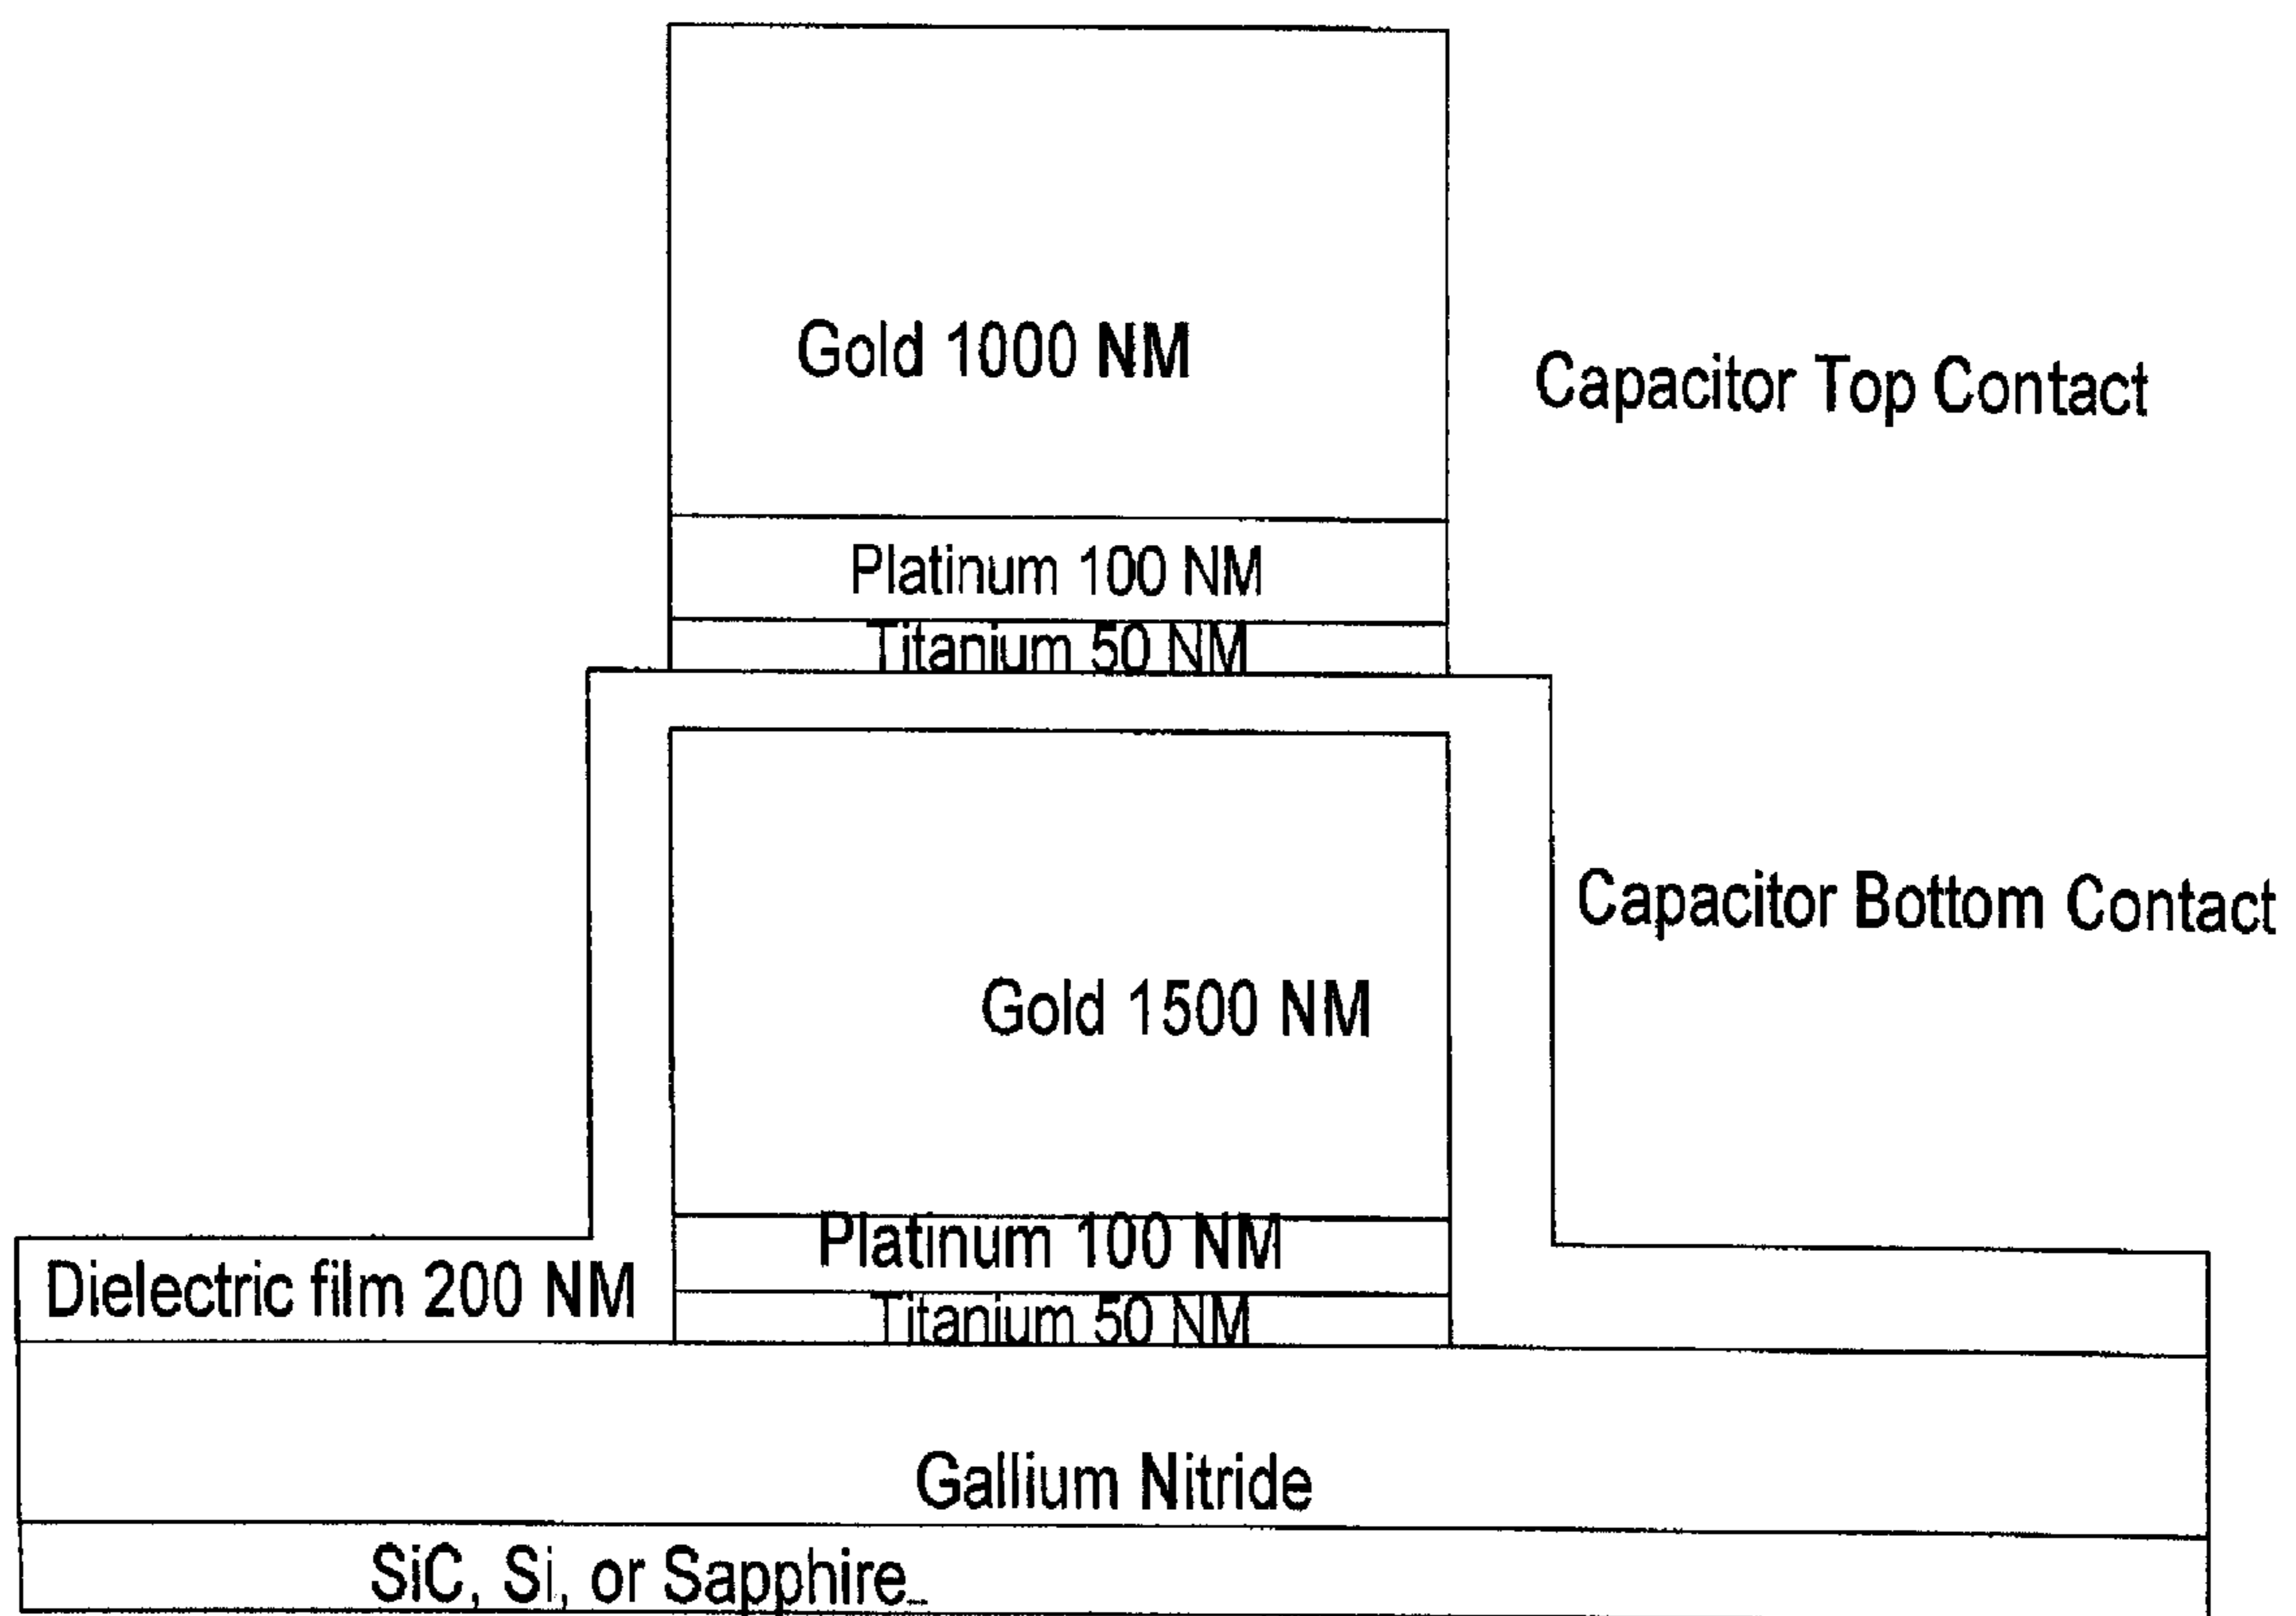 Gold 1000 NM
Capacitor Top Contact
Platinum 100 NM
Titanium 50 NM
Capacitor Bottom Contact
Gold 1500 NM
Platinum 100 NM
Dielectric film 200 NM
Titanium 50 NM
Gallium Nitride
SiC, Si, or Sapphire